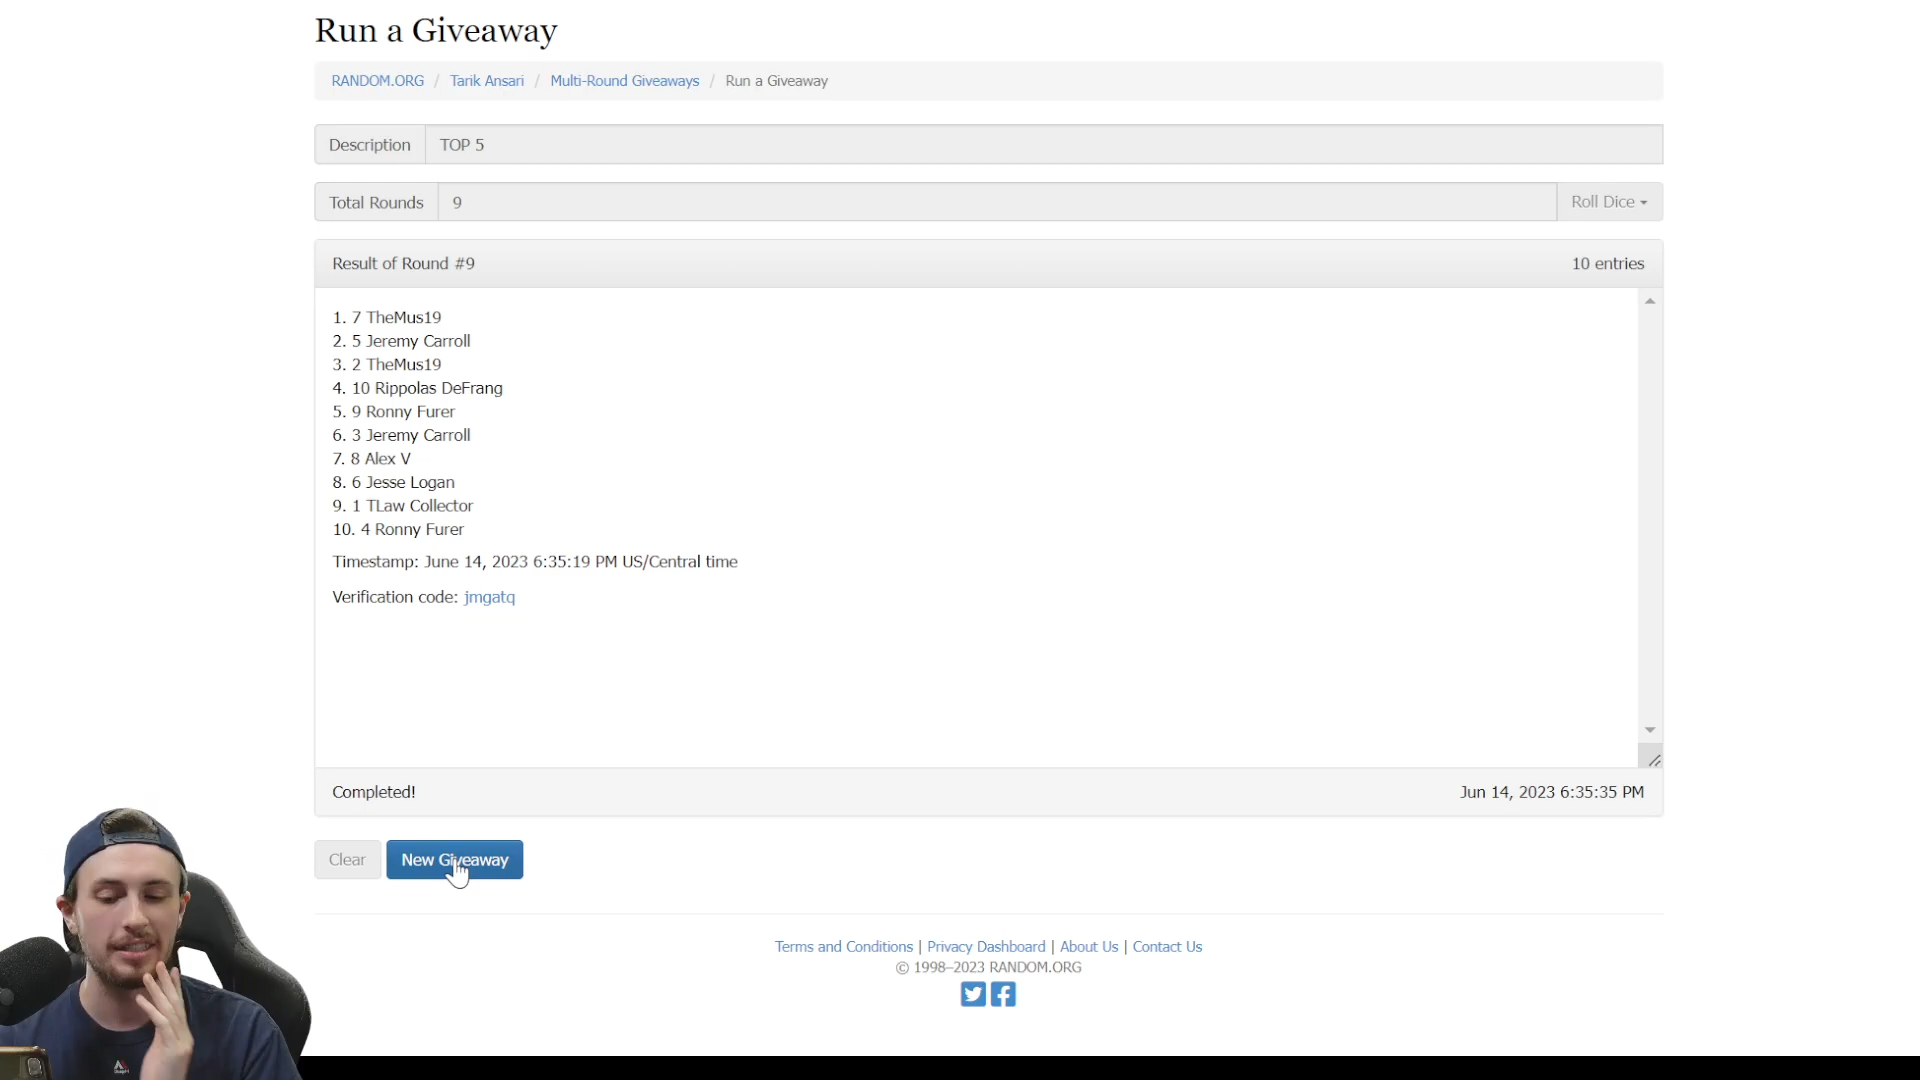 Run a Giveaway
RANDOM.ORG / Tarik Ansari / Multi-Round Giveaways / Run a Giveaway
Description TOP 5
Total Rounds 9 Roll Dice
Result of Round #9 10 entries
1. 7 TheMus19
2. 5 Jeremy Carroll
3. 2 TheMus19
4. 10 Rippolas DeFrang
5. 9 Ronny Furer
6. 3 Jeremy Carroll
7. 8 Alex V
8. 6 Jesse Logan
9. 1 TLaw Collector
10. 4 Ronny Furer
Timestamp: June 14, 2023 6:35:19 PM US/Central time
Verification code: jmgatq
Completed! Jun 14, 2023 6:35:35 PM
Clear New Giveaway
Terms and Conditions | Privacy Dashboard | About Us | Contact Us
© 1998–2023 RANDOM.ORG